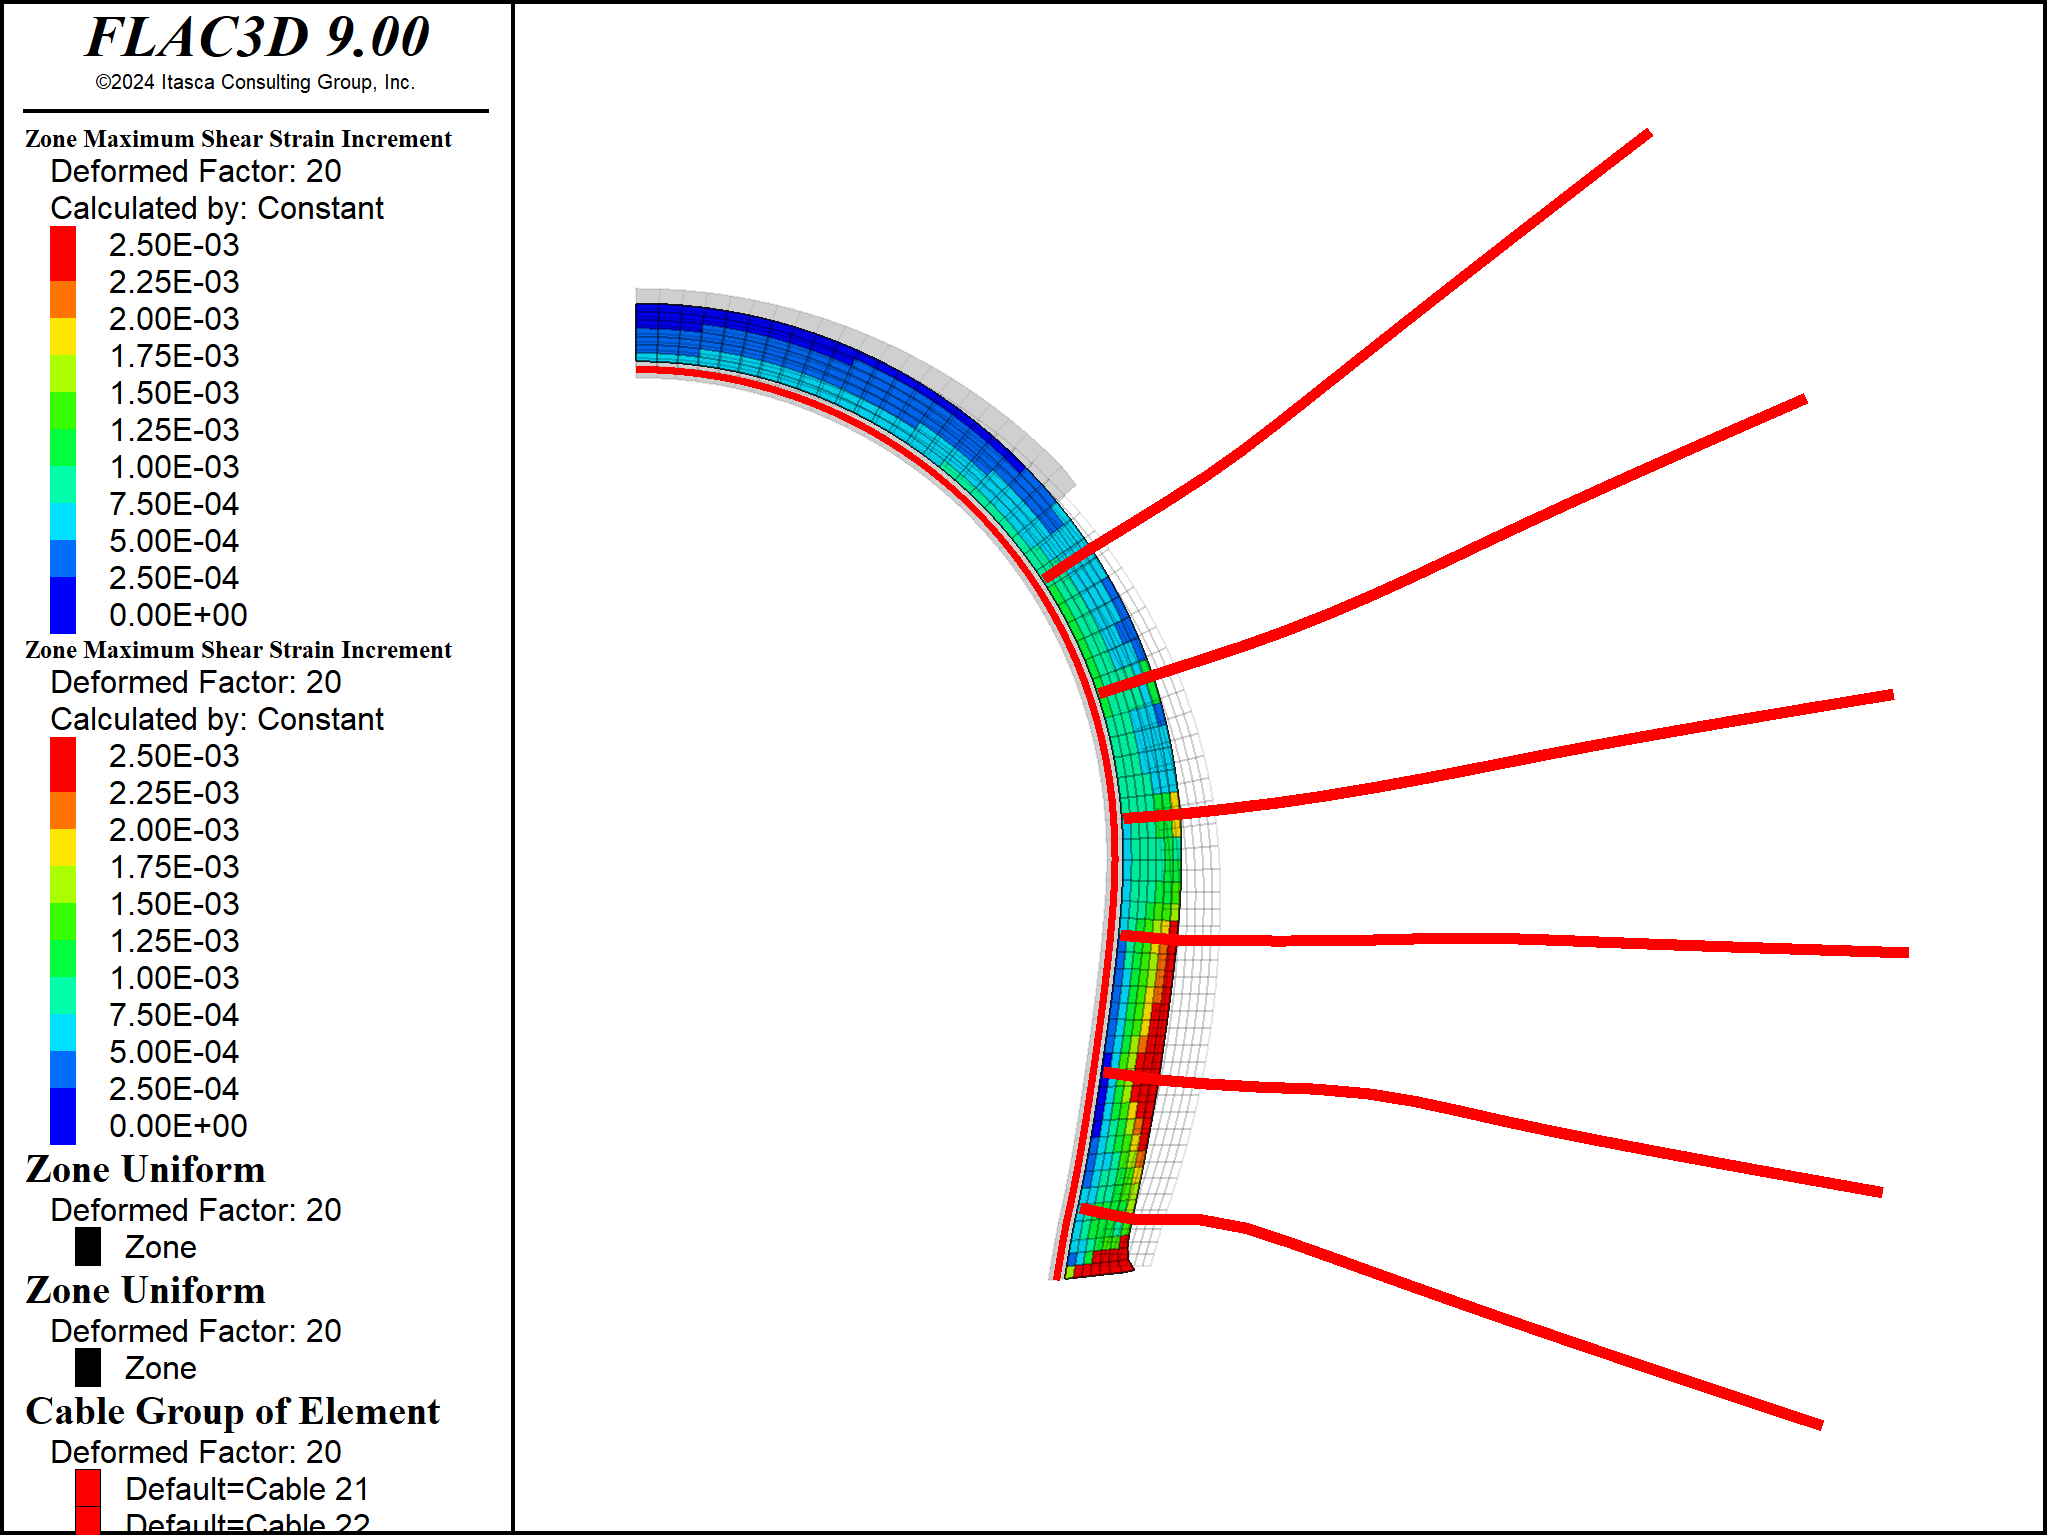 FLAC3D 9.00
©2024 Itasca Consulting Group, Inc.
Zone Maximum Shear Strain Increment
Deformed Factor: 20
Calculated by: Constant
2.50E-03
2.25E-03
2.00E-03
1.75E-03
1.50E-03
1.25E-03
1.00E-03
7.50E-04
5.00E-04
2.50E-04
0.00E+00
Zone Maximum Shear Strain Increment
Deformed Factor: 20
Calculated by: Constant
2.50E-03
2.25E-03
2.00E-03
1.75E-03
1.50E-03
1.25E-03
1.00E-03
7.50E-04
5.00E-04
2.50E-04
0.00E+00
Zone Uniform
Deformed Factor: 20
Zone
Zone Uniform
Deformed Factor: 20
Zone
Cable Group of Element
Deformed Factor: 20
Default=Cable 21
Default=Cable 22